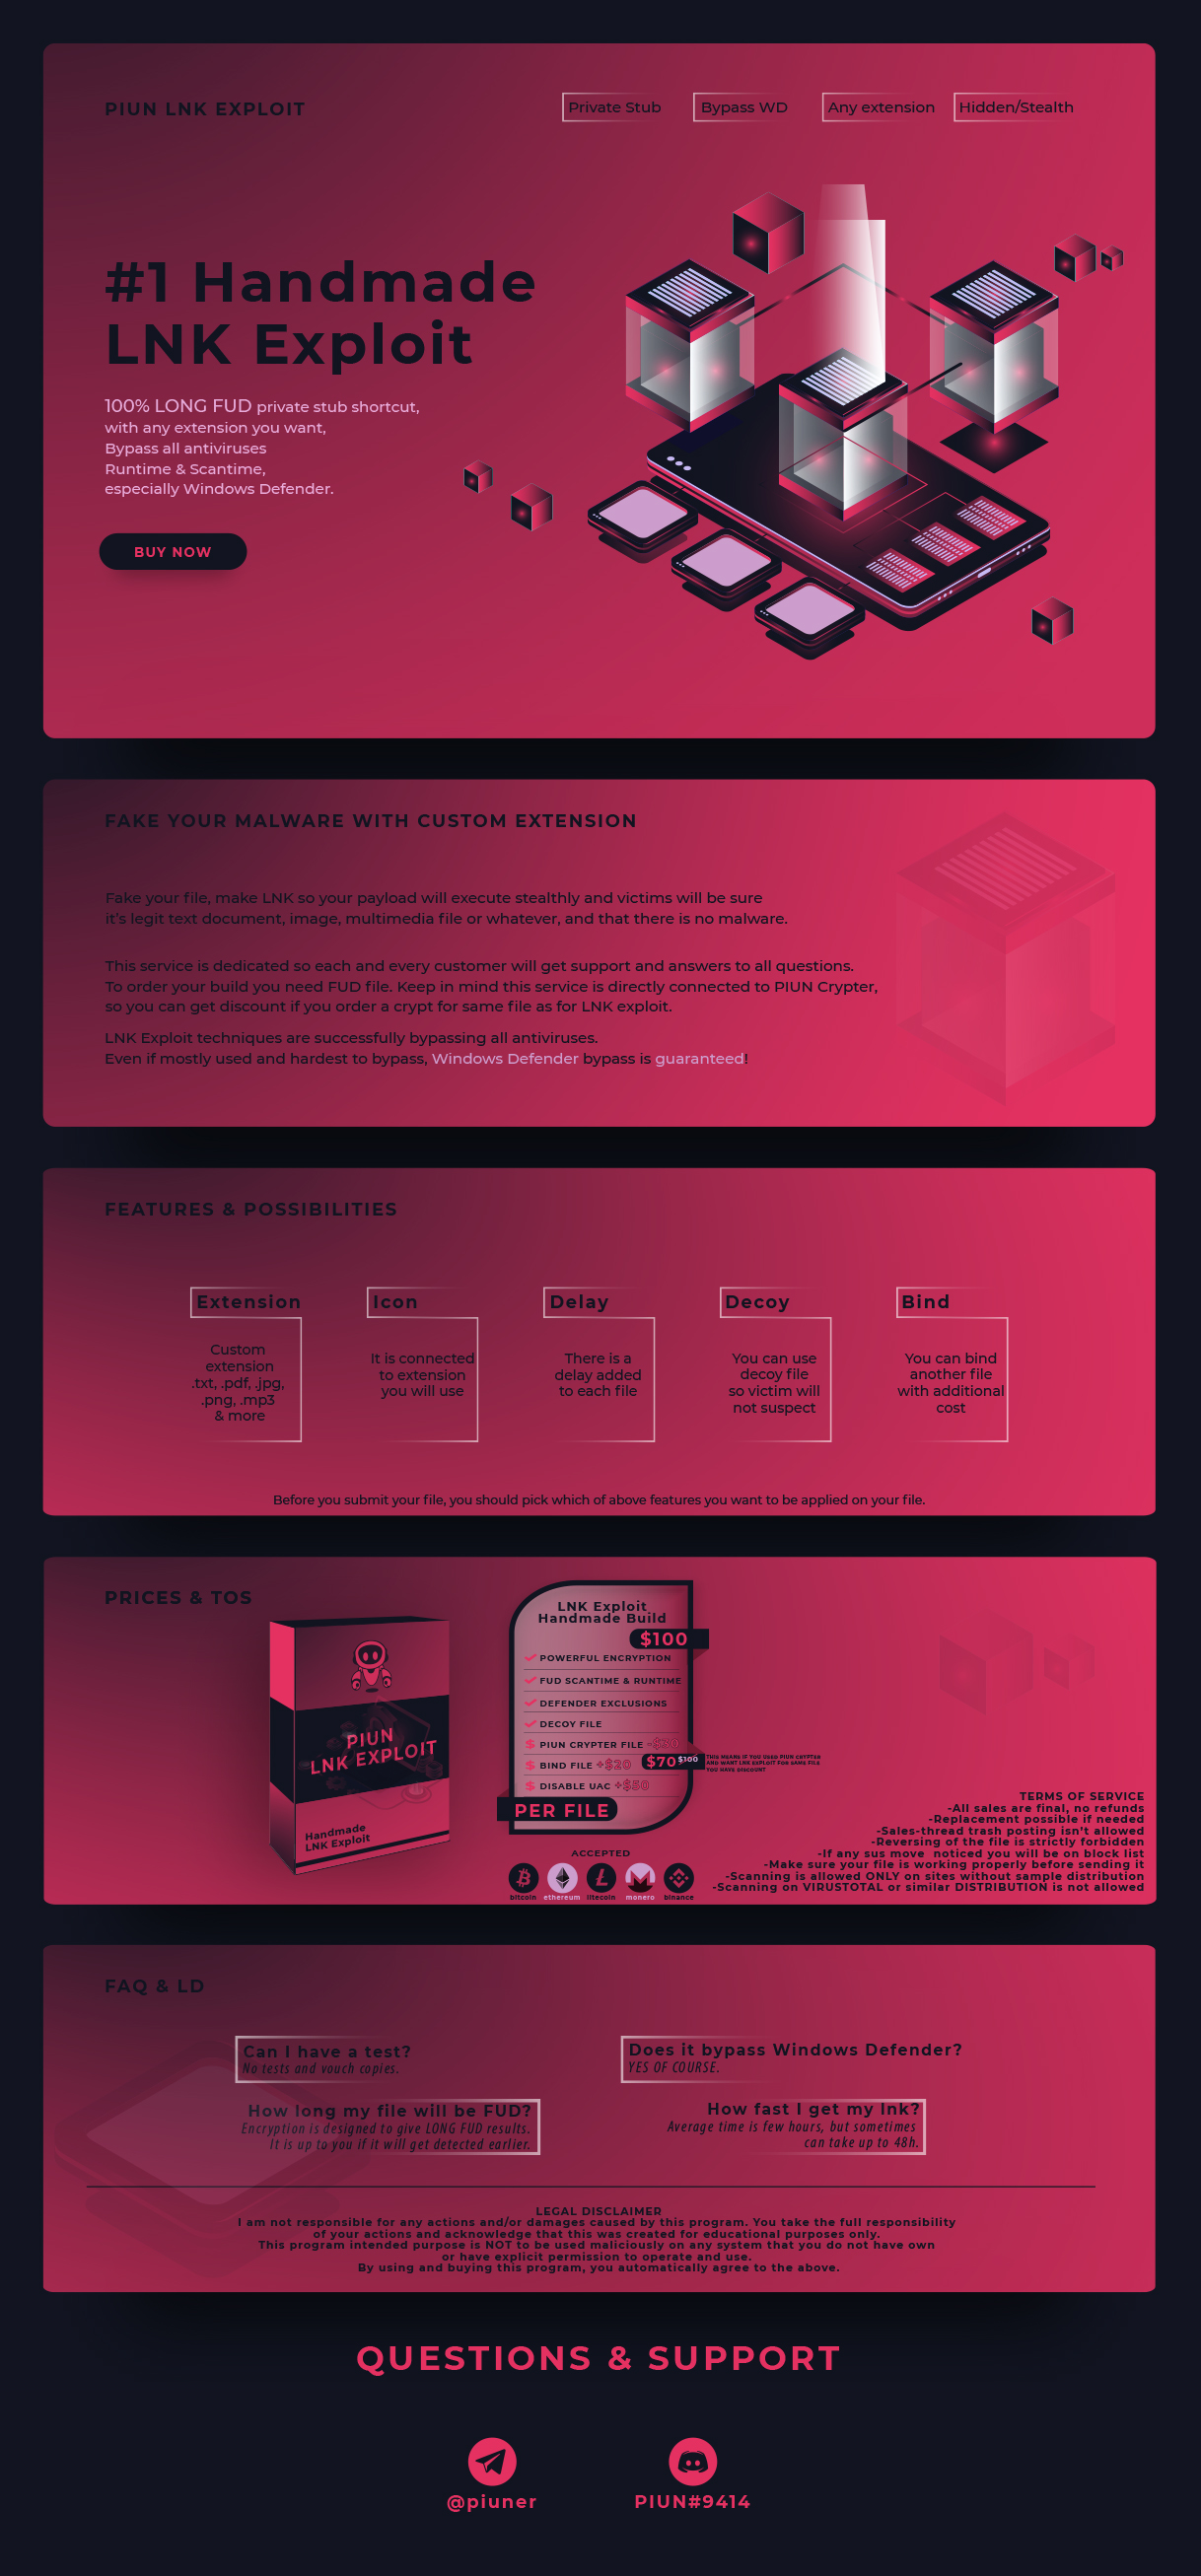 PIUN LNK EXPLOIT
Private Stub
Bypass WD
Any extension
Hidden/Stealth
#1 Handmade
LNK Exploit
100% LONG FUD private stub shortcut,
with any extension you want,
Bypass all antiviruses
Runtime & Scantime,
especially Windows Defender.
BUY NOW
FAKE YOUR MALWARE WITH CUSTOM EXTENSION
Fake your file, make LNK so your payload will execute stealthly and victims will be sure
it's legit text document, image, multimedia file or whatever, and that there is no malware.
This service is dedicated so each and every customer will get support and answers to all questions.
To order your build you need FUD file. Keep in mind this service is directly connected to PIUN Crypter,
so you can get discount if you order a crypt for same file as for LNK exploit.
LNK Exploit techniques are successfully bypassing all antiviruses.
Even if mostly used and hardest to bypass, Windows Defender bypass is guaranteed!
FEATURES & POSSIBILITIES
Extension
Custom
extension
.txt, .pdf, .jpg,
.png, .mp3
& more
Icon
It is connected
to extension
you will use
Delay
There is a
delay added
to each file
Decoy
You can use
decoy file
so victim will
not suspect
Bind
You can bind
another file
with additional
cost
Before you submit your file, you should pick which of above features you want to be applied on your file.
PRICES & TOS
PIUN
LNK EXPLOIT
Handmade
LNK Exploit
LNK Exploit
Handmade Build
$100
POWERFUL ENCRYPTION
FUD SCANTIME & RUNTIME
DEFENDER EXCLUSIONS
DECOY FILE
$ PIUN CRYPTER FILE -$30
$ BIND FILE +$20
$70 $100
THIS MEANS IF YOU USED PIUN CRYPTER
AND WANT LNK EXPLOIT FOR SAME FILE
YOU HAVE DISCOUNT
$ DISABLE UAC +$50
PER FILE
ACCEPTED
bitcoin ethereum litecoin monero binance
TERMS OF SERVICE
-All sales are final, no refunds
-Replacement possible if needed
-Sales-thread trash posting isn't allowed
-Reversing of the file is strictly forbidden
-If any sus move noticed you will be on block list
-Make sure your file is working properly before sending it
-Scanning is allowed ONLY on sites without sample distribution
-Scanning on VIRUSTOTAL or similar DISTRIBUTION is not allowed
FAQ & LD
Can I have a test?
No tests and vouch copies.
Does it bypass Windows Defender?
YES OF COURSE.
How long my file will be FUD?
Encryption is designed to give LONG FUD results.
It is up to you if it will get detected earlier.
How fast I get my lnk?
Average time is few hours, but sometimes
can take up to 48h.
LEGAL DISCLAIMER
I am not responsible for any actions and/or damages caused by this program. You take the full responsibility
of your actions and acknowledge that this was created for educational purposes only.
This program intended purpose is NOT to be used maliciously on any system that you do not have own
or have explicit permission to operate and use.
By using and buying this program, you automatically agree to the above.
QUESTIONS & SUPPORT
@piuner
PIUN#9414